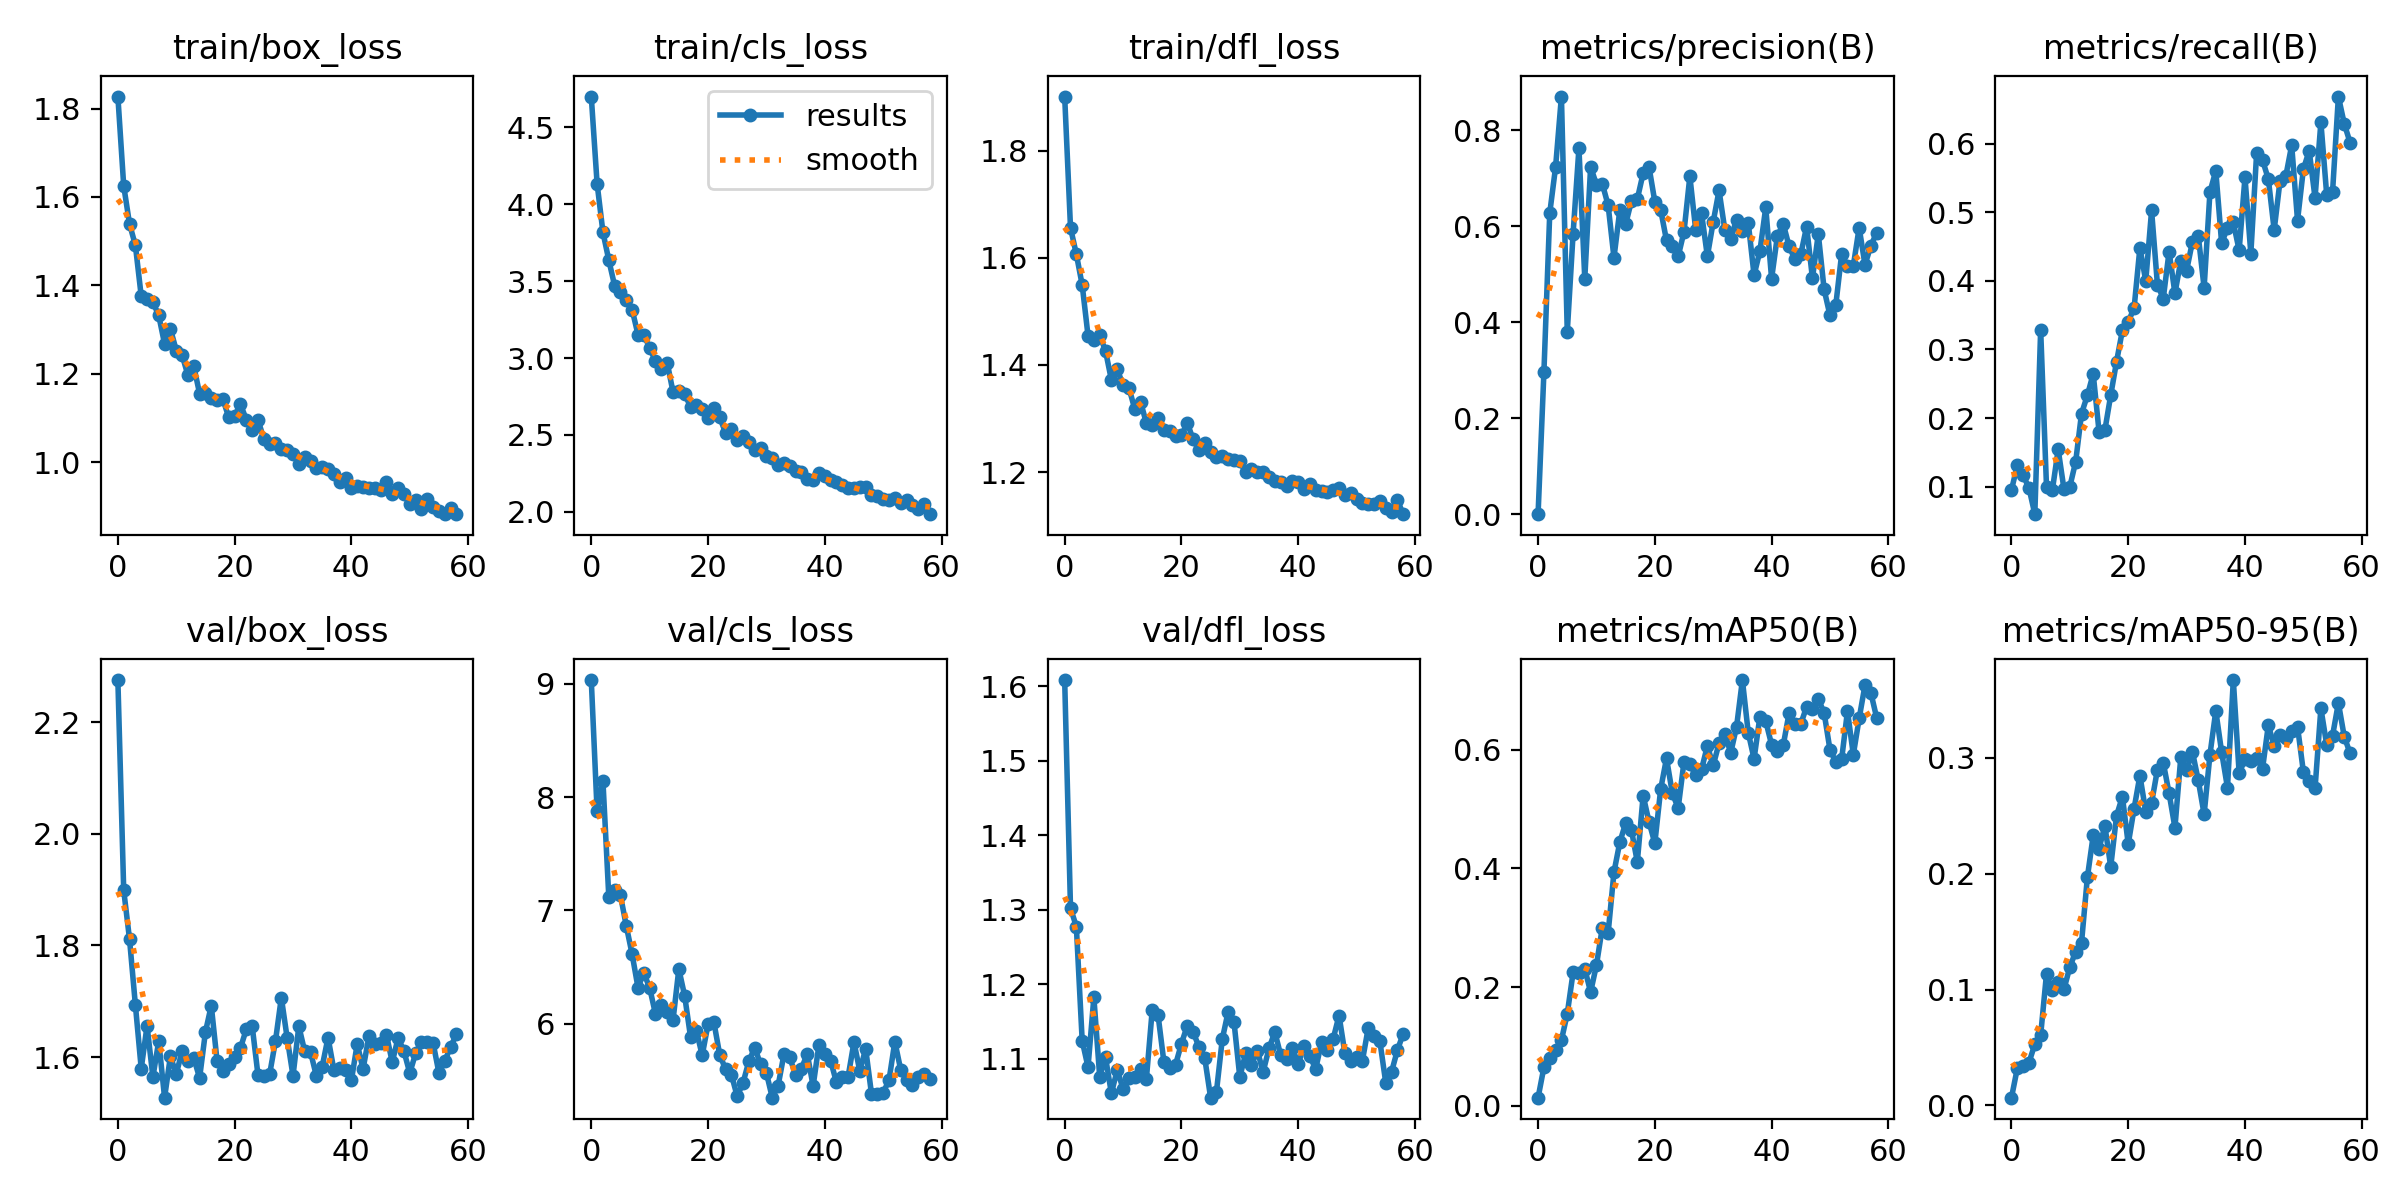 train/box_loss
1.8
1.6
1.4
1.2
1.0
0 20 40 60
train/cls_loss
results
smooth
4.5
4.0
3.5
3.0
2.5
2.0
0 20 40 60
train/dfl_loss
1.8
1.6
1.4
1.2
0 20 40 60
metrics/precision(B)
0.8
0.6
0.4
0.2
0.0
0 20 40 60
metrics/recall(B)
0.6
0.5
0.4
0.3
0.2
0.1
0 20 40 60
val/box_loss
2.2
2.0
1.8
1.6
0 20 40 60
val/cls_loss
9
8
7
6
0 20 40 60
val/dfl_loss
1.6
1.5
1.4
1.3
1.2
1.1
0 20 40 60
metrics/mAP50(B)
0.6
0.4
0.2
0.0
0 20 40 60
metrics/mAP50-95(B)
0.3
0.2
0.1
0.0
0 20 40 60